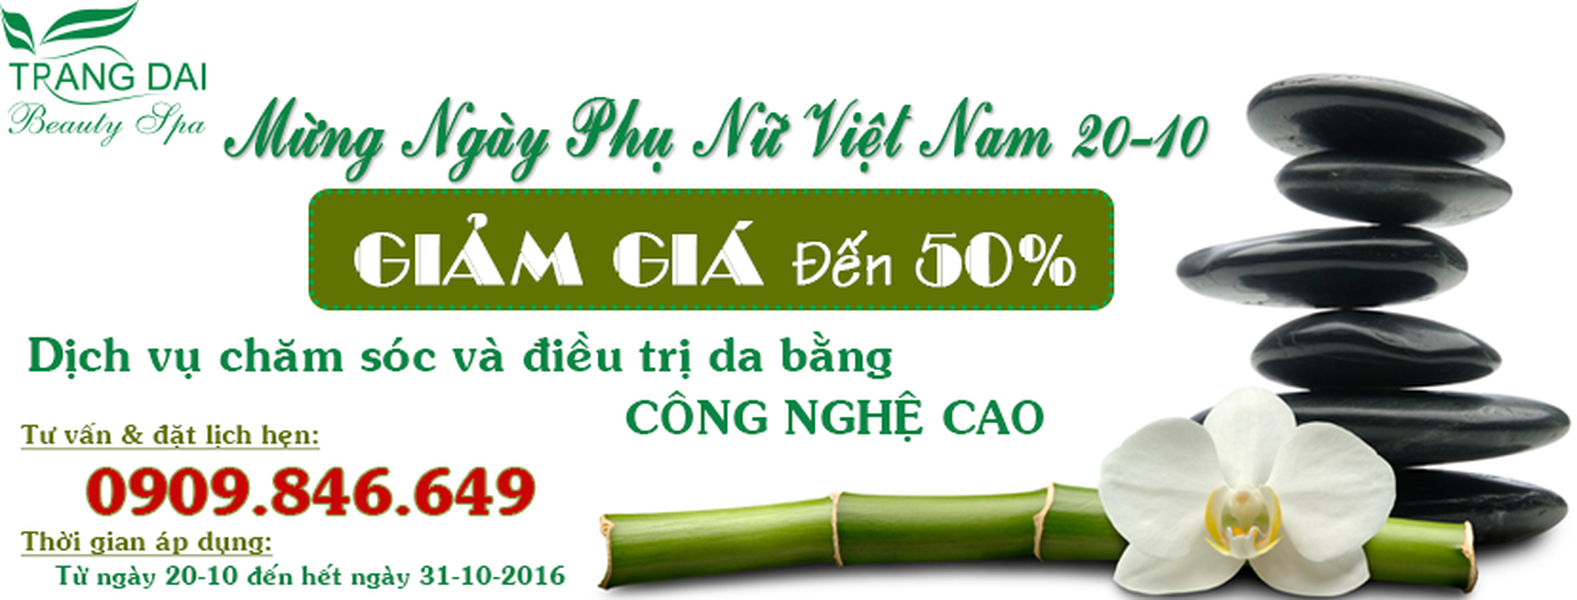 TRANG DAI
Beauty Spa
Mừng Ngày Phụ Nữ Việt Nam 20-10
GIẢM GIÁ Đến 50%
Dịch vụ chăm sóc và điều trị da bằng
CÔNG NGHỆ CAO
Tư vấn & đặt lịch hẹn:
0909.846.649
Thời gian áp dụng:
Từ ngày 20-10 đến hết ngày 31-10-2016